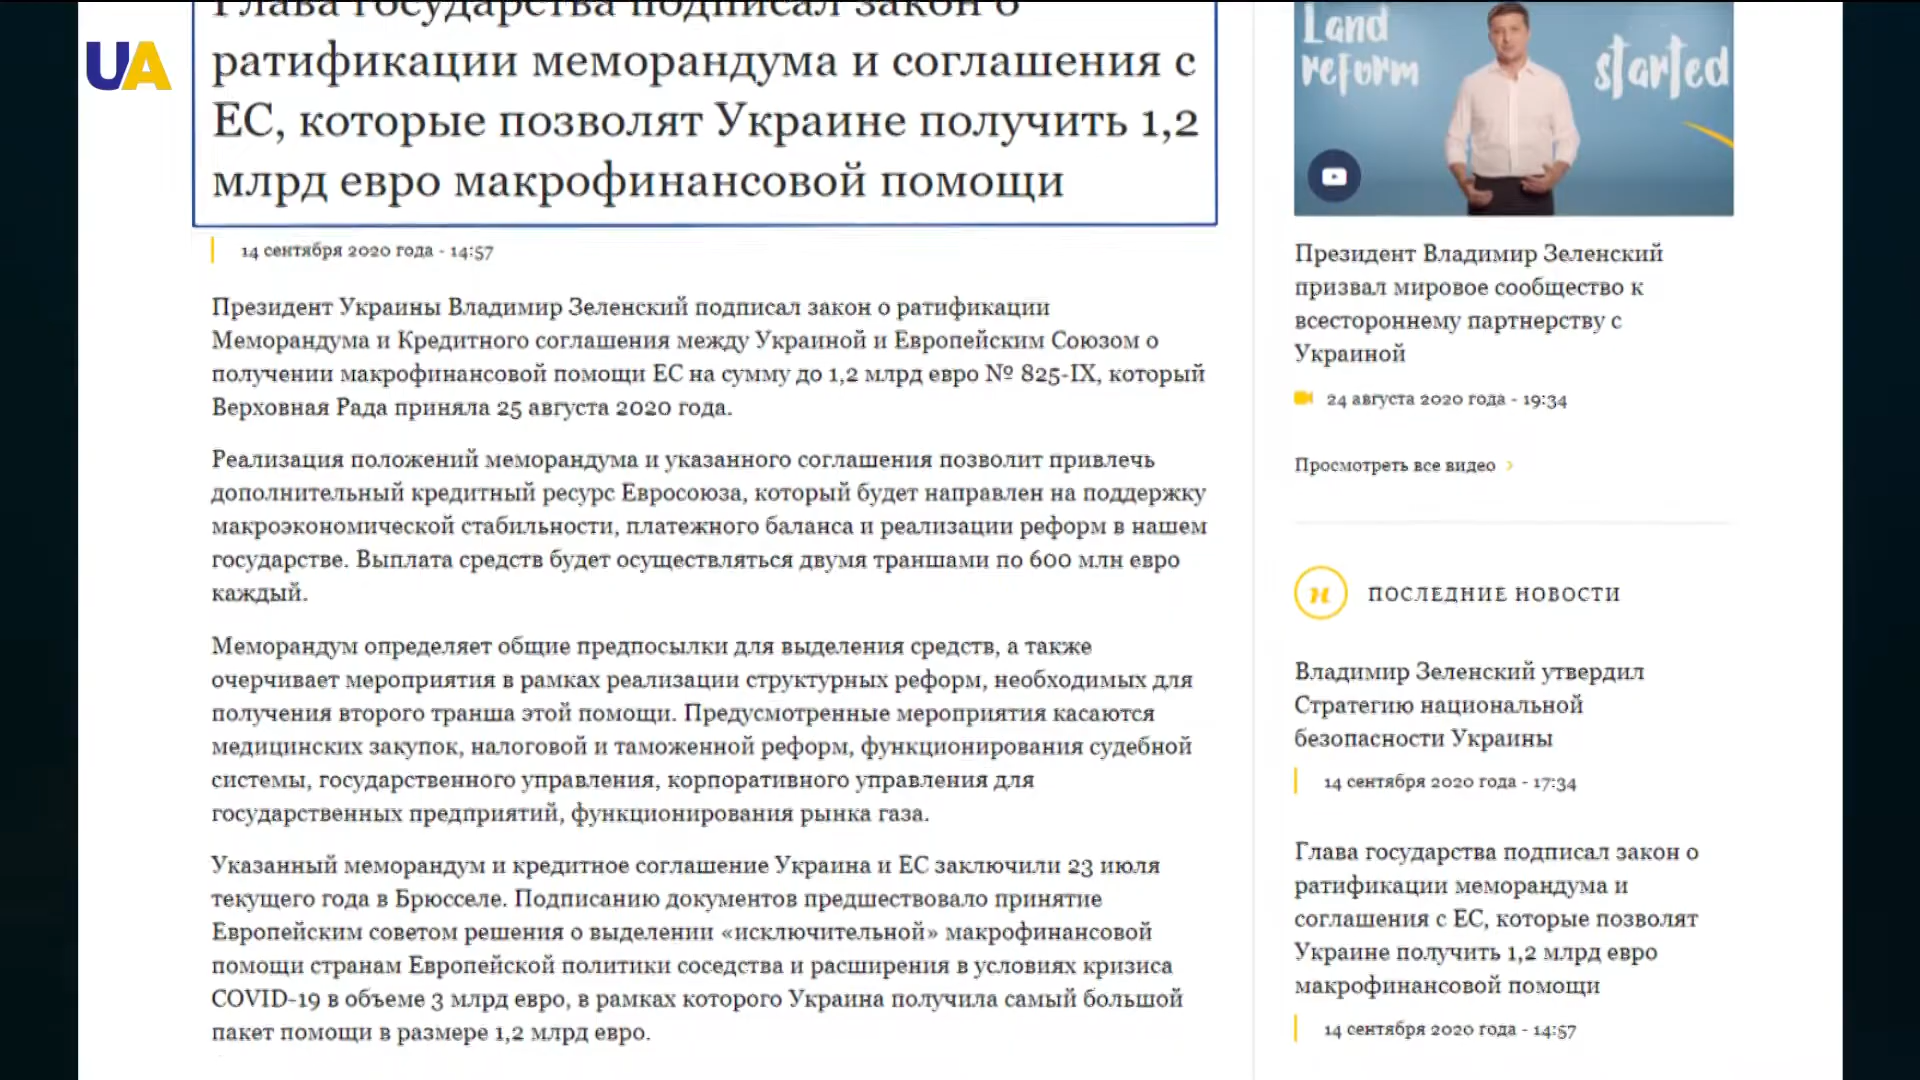 Глава государства подписал закон о
ратификации меморандума и соглашения с
ЕС, которые позволят Украине получить 1,2
млрд евро макрофинансовой помощи
14 сентября 2020 года - 14:57
Президент Украины Владимир Зеленский подписал закон о ратификации
Меморандума и Кредитного соглашения между Украиной и Европейским Союзом о
получении макрофинансовой помощи ЕС на сумму до 1,2 млрд евро № 825-IX, который
Верховная Рада приняла 25 августа 2020 года.
Реализация положений меморандума и указанного соглашения позволит привлечь
дополнительный кредитный ресурс Евросоюза, который будет направлен на поддержку
макроэкономической стабильности, платежного баланса и реализации реформ в нашем
государстве. Выплата средств будет осуществляться двумя траншами по 600 млн евро
каждый.
Меморандум определяет общие предпосылки для выделения средств, а также
очерчивает мероприятия в рамках реализации структурных реформ, необходимых для
получения второго транша этой помощи. Предусмотренные мероприятия касаются
медицинских закупок, налоговой и таможенной реформ, функционирования судебной
системы, государственного управления, корпоративного управления для
государственных предприятий, функционирования рынка газа.
Указанный меморандум и кредитное соглашение Украина и ЕС заключили 23 июля
текущего года в Брюсселе. Подписанию документов предшествовало принятие
Европейским советом решения о выделении «исключительной» макрофинансовой
помощи странам Европейской политики соседства и расширения в условиях кризиса
COVID-19 в объеме 3 млрд евро, в рамках которого Украина получила самый большой
пакет помощи в размере 1,2 млрд евро.
UA
Land
reform
started
Президент Владимир Зеленский
призвал мировое сообщество к
всестороннему партнерству с
Украиной
24 августа 2020 года - 19:34
Просмотреть все видео ›
н ПОСЛЕДНИЕ НОВОСТИ
Владимир Зеленский утвердил
Стратегию национальной
безопасности Украины
14 сентября 2020 года - 17:34
Глава государства подписал закон о
ратификации меморандума и
соглашения с ЕС, которые позволят
Украине получить 1,2 млрд евро
макрофинансовой помощи
14 сентября 2020 года - 14:57